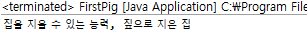 <terminated> FirstPig [Java Application] C:₩Program File
집을 지을 수 있는 능력, 짚으로 지은 집